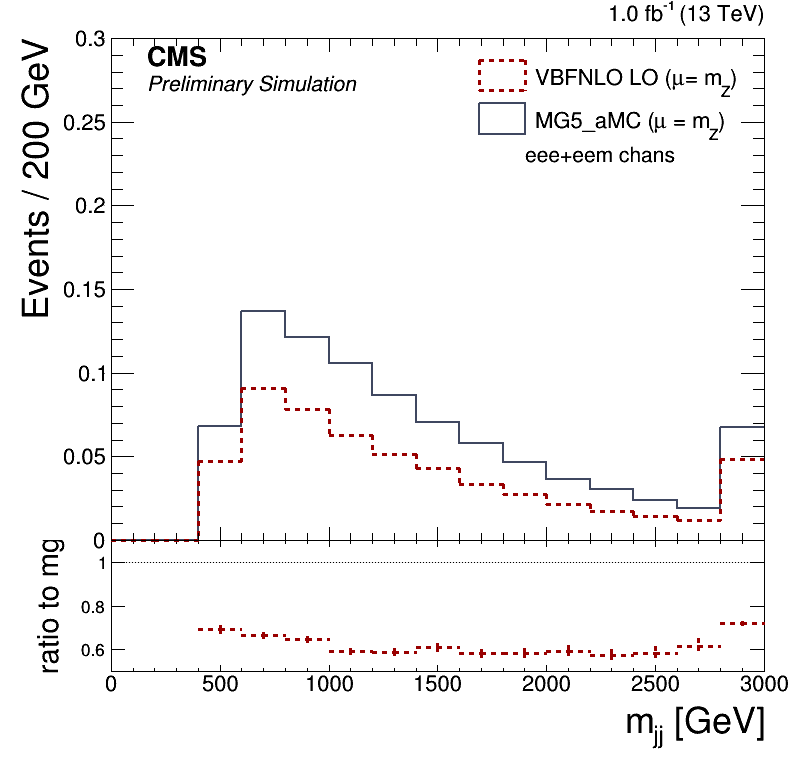 1.0 fb⁻¹ (13 TeV)
CMS
Preliminary Simulation
VBFNLO LO (μ= m_Z)
MG5_aMC (μ = m_Z)
eee+eem chans
Events / 200 GeV
0.3
0.25
0.2
0.15
0.1
0.05
0
ratio to mg
1
0.8
0.6
0 500 1000 1500 2000 2500 3000
m_jj [GeV]